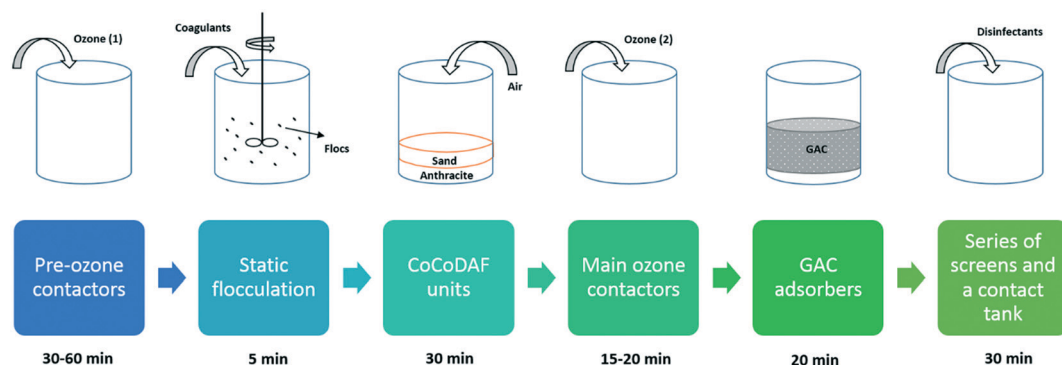 Ozone (1)
Coagulants
Flocs
Air
Sand
Anthracite
Ozone (2)
GAC
Disinfectants
Pre-ozone
contactors
Static
flocculation
CoCoDAF
units
Main ozone
contactors
GAC
adsorbers
Series of
screens and
a contact
tank
30-60 min
5 min
30 min
15-20 min
20 min
30 min